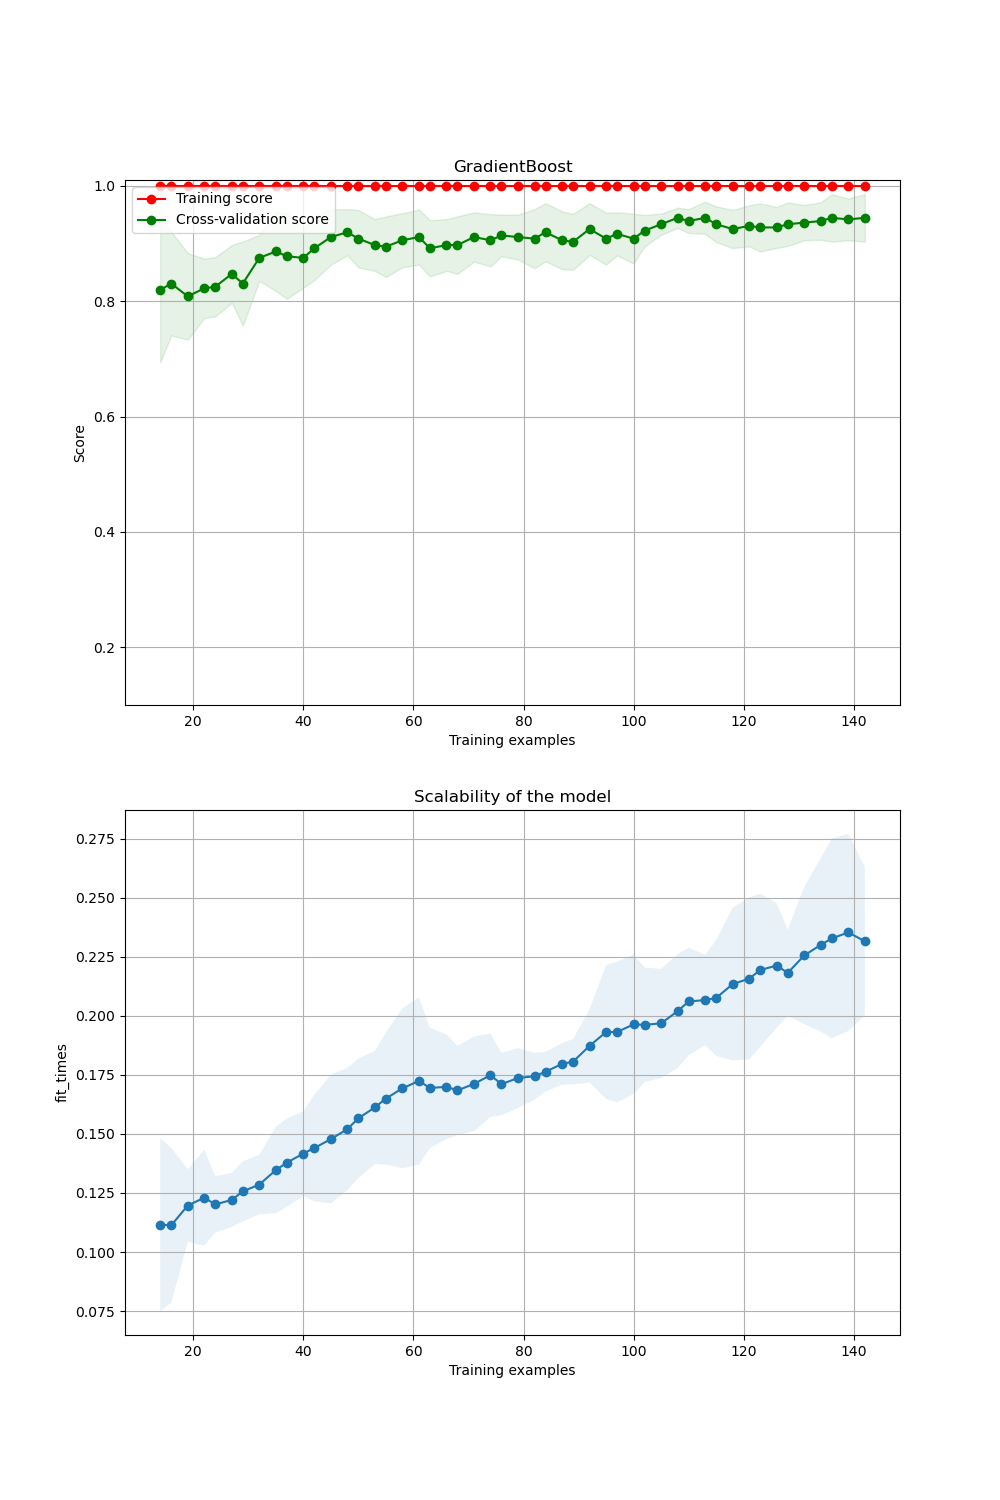 GradientBoost
1.0
0.8
0.6
0.4
0.2
Score
Training score
Cross-validation score
20 40 60 80 100 120 140
Training examples
Scalability of the model
0.275
0.250
0.225
0.200
0.175
0.150
0.125
0.100
0.075
fit_times
20 40 60 80 100 120 140
Training examples